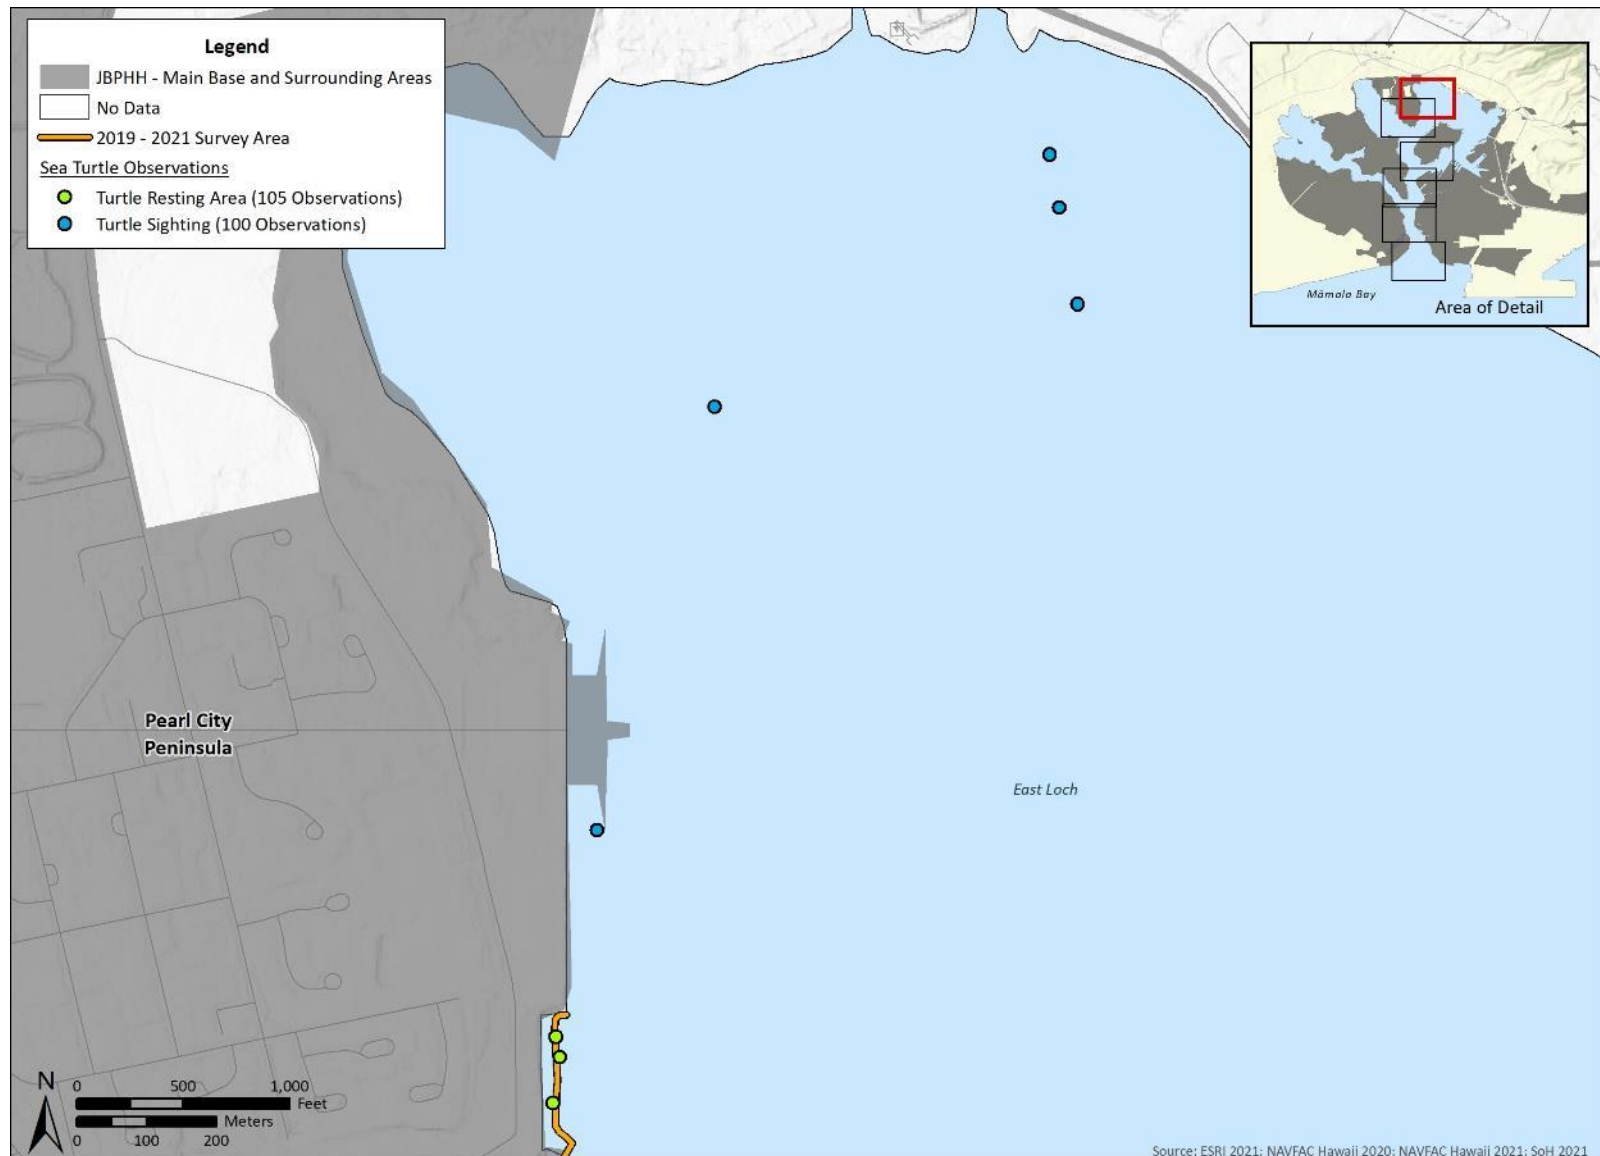 Legend
JBPHH - Main Base and Surrounding Areas
No Data
2019 - 2021 Survey Area
Sea Turtle Observations
Turtle Resting Area (105 Observations)
Turtle Sighting (100 Observations)
Māmala Bay
Area of Detail
Pearl City
Peninsula
East Loch
N
0 500 1,000
Feet
Meters
0 100 200
Source: ESRI 2021; NAVFAC Hawaii 2020; NAVFAC Hawaii 2021; SoH 2021